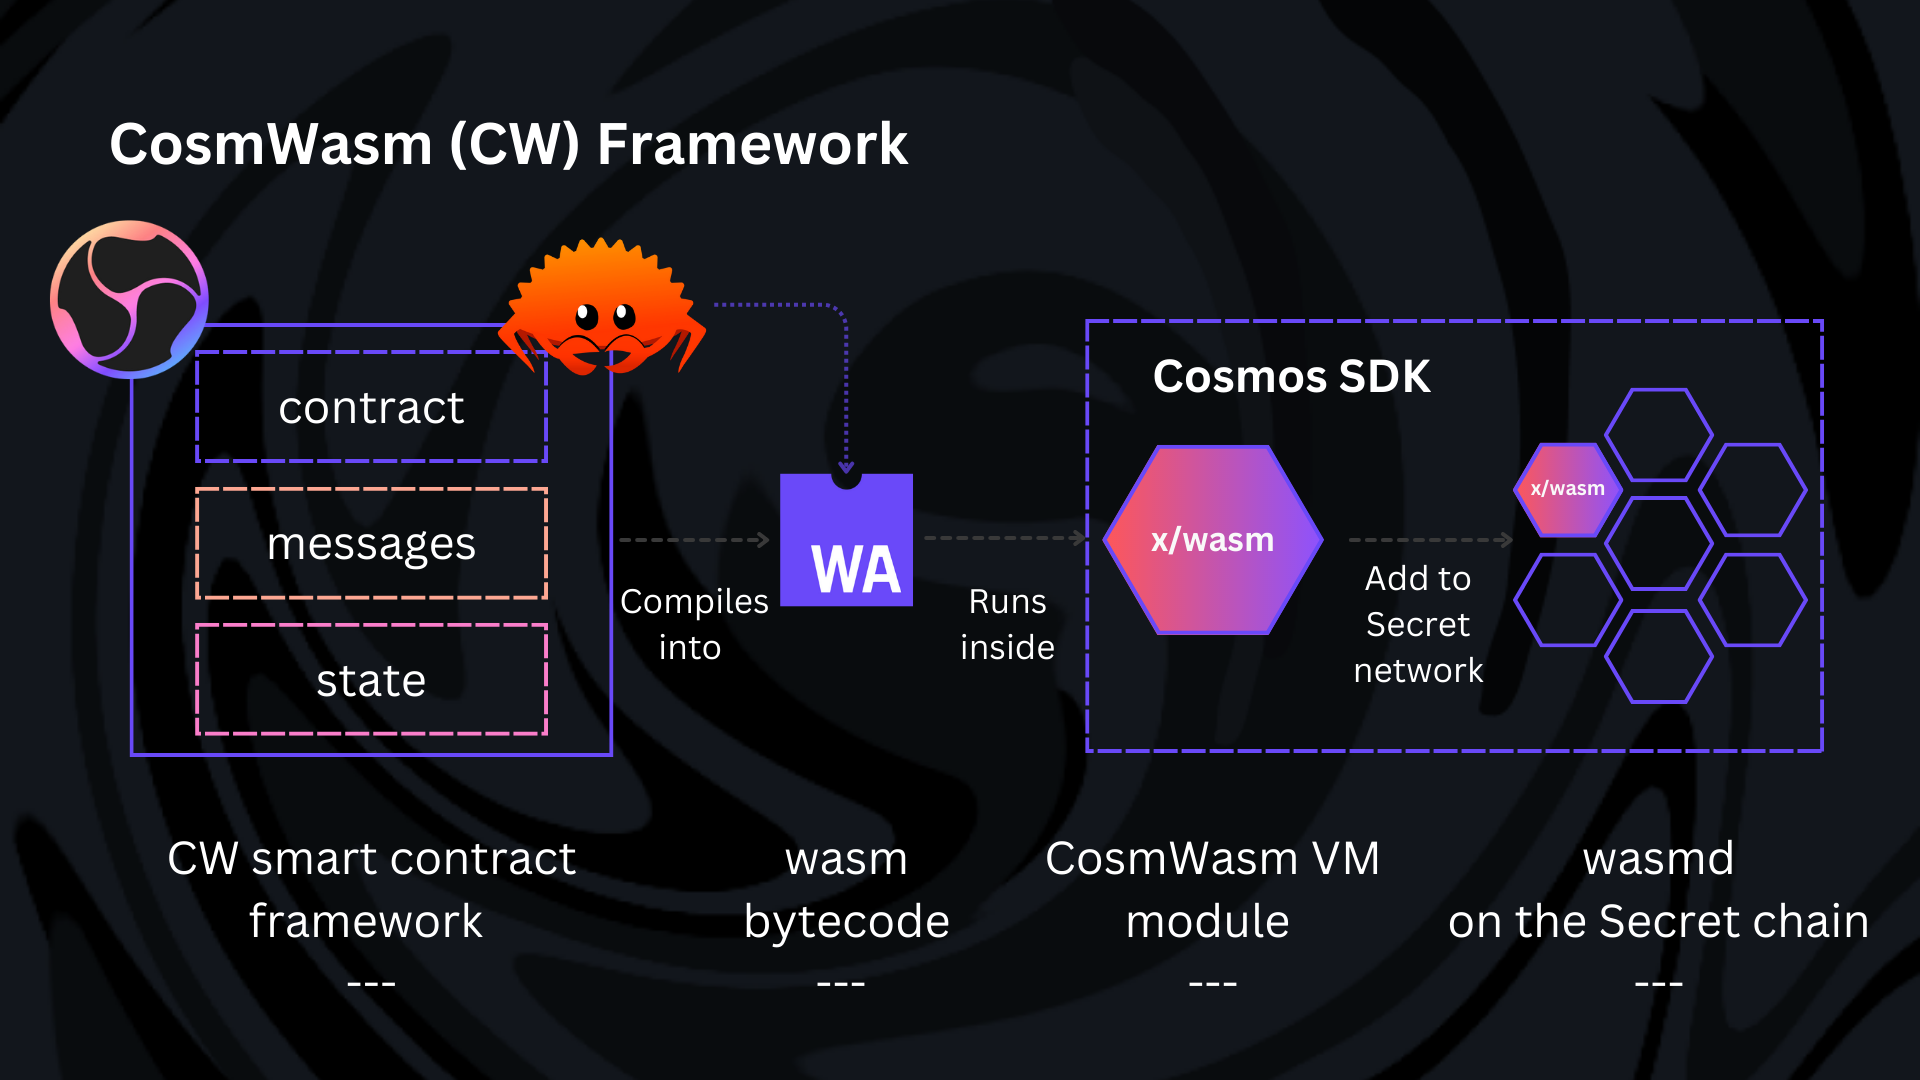 CosmWasm (CW) Framework
contract
messages
state
Compiles
into
WA
Runs
inside
Cosmos SDK
x/wasm
Add to
Secret
network
x/wasm
CW smart contract
framework
---
wasm
bytecode
---
CosmWasm VM
module
---
wasmd
on the Secret chain
---